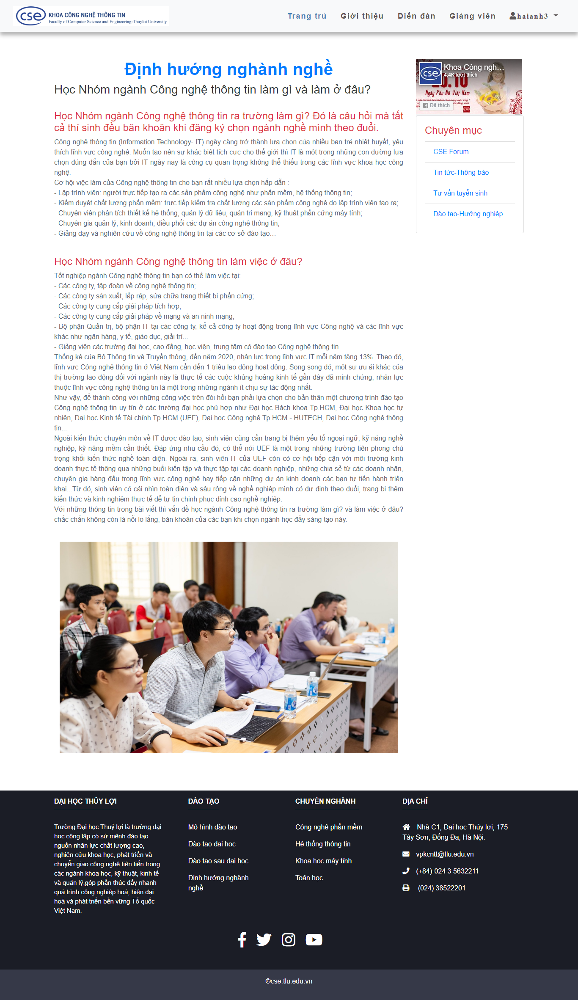 cse KHOA CÔNG NGHỆ THÔNG TIN
Faculty of Computer Science and Engineering-Thuyloi University
Trang trủ Giới thiệu Diễn đàn Giảng viên haianh3
Định hướng nghành nghề
Học Nhóm ngành Công nghệ thông tin làm gì và làm ở đâu?
Học Nhóm ngành Công nghệ thông tin ra trường làm gì? Đó là câu hỏi mà tất
cả thí sinh đều băn khoăn khi đăng ký chọn ngành nghề mình theo đuổi.
Công nghệ thông tin (Information Technology- IT) ngày càng trở thành lựa chọn của nhiều bạn trẻ nhiệt huyết, yêu
thích lĩnh vực công nghệ. Muốn tạo nên sự khác biệt tích cực cho thế giới thì IT là một trong những con đường lựa
chọn đúng đắn của bạn bởi IT ngày nay là công cụ quan trọng không thể thiếu trong các lĩnh vực khoa học công
nghệ.
Cơ hội việc làm của Công nghệ thông tin cho bạn rất nhiều lựa chọn hấp dẫn :
- Lập trình viên: người trực tiếp tạo ra các sản phẩm công nghệ như phần mềm, hệ thống thông tin;
- Kiểm duyệt chất lượng phần mềm: trực tiếp kiểm tra chất lượng các sản phẩm công nghệ do lập trình viên tạo ra;
- Chuyên viên phân tích thiết kế hệ thống, quản lý dữ liệu, quản trị mạng, kỹ thuật phần cứng máy tính;
- Chuyên gia quản lý, kinh doanh, điều phối các dự án công nghệ thông tin;
- Giảng dạy và nghiên cứu về công nghệ thông tin tại các cơ sở đào tạo…
Học Nhóm ngành Công nghệ thông tin làm việc ở đâu?
Tốt nghiệp ngành Công nghệ thông tin bạn có thể làm việc tại:
- Các công ty, tập đoàn về công nghệ thông tin;
- Các công ty sản xuất, lắp ráp, sửa chữa trang thiết bị phần cứng;
- Các công ty cung cấp giải pháp tích hợp;
- Các công ty cung cấp giải pháp về mạng và an ninh mạng;
- Bộ phận Quản trị, bộ phận IT tại các công ty, kể cả công ty hoạt động trong lĩnh vực Công nghệ và các lĩnh vực
khác như ngân hàng, y tế, giáo dục, giải trí...
- Giảng viên các trường đại học, cao đẳng, học viện, trung tâm có đào tạo Công nghệ thông tin.
Thống kê của Bộ Thông tin và Truyền thông, đến năm 2020, nhân lực trong lĩnh vực IT mỗi năm tăng 13%. Theo đó,
lĩnh vực Công nghệ thông tin ở Việt Nam cần đến 1 triệu lao động hoạt động. Song song đó, một sự ưu ái khác của
thị trường lao động đối với ngành này là thực tế các cuộc khủng hoảng kinh tế gần đây đã minh chứng, nhân lực
thuộc lĩnh vực công nghệ thông tin là một trong những ngành ít chịu sự tác động nhất.
Như vậy, để thành công với những công việc trên đòi hỏi bạn phải lựa chọn cho bản thân một chương trình đào tạo
Công nghệ thông tin uy tín ở các trường đại học phù hợp như Đại học Bách khoa Tp.HCM, Đại học Khoa học tự
nhiên, Đại học Kinh tế Tài chính Tp.HCM (UEF), Đại học Công nghệ Tp.HCM - HUTECH, Đại học Công nghệ thông
tin...
Ngoài kiến thức chuyên môn về IT được đào tạo, sinh viên cũng cần trang bị thêm yếu tố ngoại ngữ, kỹ năng nghề
nghiệp, kỹ năng mềm cần thiết. Đáp ứng nhu cầu đó, có thể nói UEF là một trong những trường tiên phong chú
trọng khối kiến thức nghề toàn diện. Ngoài ra, sinh viên IT của UEF còn có cơ hội tiếp cận với môi trường kinh
doanh thực tế thông qua những buổi kiến tập và thực tập tại các doanh nghiệp, những chia sẻ từ các doanh nhân,
chuyên gia hàng đầu trong lĩnh vực công nghệ hay tiếp cận những dự án kinh doanh các bạn tự tiến hành triển
khai...Từ đó, sinh viên có cái nhìn toàn diện và sâu rộng về nghề nghiệp mình có dự định theo đuổi, trang bị thêm
kiến thức và kinh nghiệm thực tế để tự tin chinh phục đỉnh cao nghề nghiệp.
Với những thông tin trong bài viết thì vấn đề học ngành Công nghệ thông tin ra trường làm gì? và làm việc ở đâu?
chắc chắn không còn là nỗi lo lắng, băn khoăn của các bạn khi chọn ngành học đầy sáng tạo này.
cse Khoa Công ngh...
4,4K lượt thích
20.10
Ngày Phụ Nữ Việt Nam
Đã thích
Chuyên mục
CSE Forum
Tin tức-Thông báo
Tư vấn tuyển sinh
Đào tạo-Hướng nghiệp
ĐẠI HỌC THỦY LỢI
Trường Đại học Thuỷ lợi là trường đại
học công lập có sứ mệnh đào tạo
nguồn nhân lực chất lượng cao,
nghiên cứu khoa học, phát triển và
chuyển giao công nghệ tiên tiến trong
các ngành khoa học, kỹ thuật, kinh tế
và quản lý,góp phần thúc đẩy nhanh
quá trình công nghiệp hoá, hiện đại
hoá và phát triển bền vững Tổ quốc
Việt Nam.
ĐÀO TẠO
Mô hình đào tạo
Đào tạo đại học
Đào tạo sau đại học
Định hướng nghành
nghề
CHUYÊN NGHÀNH
Công nghệ phần mềm
Hệ thống thông tin
Khoa học máy tính
Toán học
ĐỊA CHỈ
Nhà C1, Đại học Thủy lợi, 175
Tây Sơn, Đống Đa, Hà Nội.
vpkcntt@tlu.edu.vn
(+84)-024 3 5632211
(024) 38522201
©cse.tlu.edu.vn